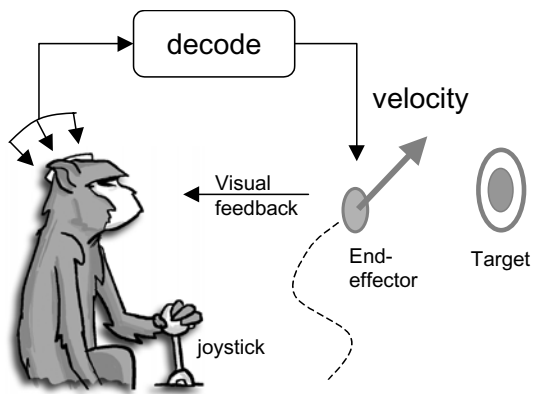 decode
velocity
Visual
feedback
End-
effector
Target
joystick